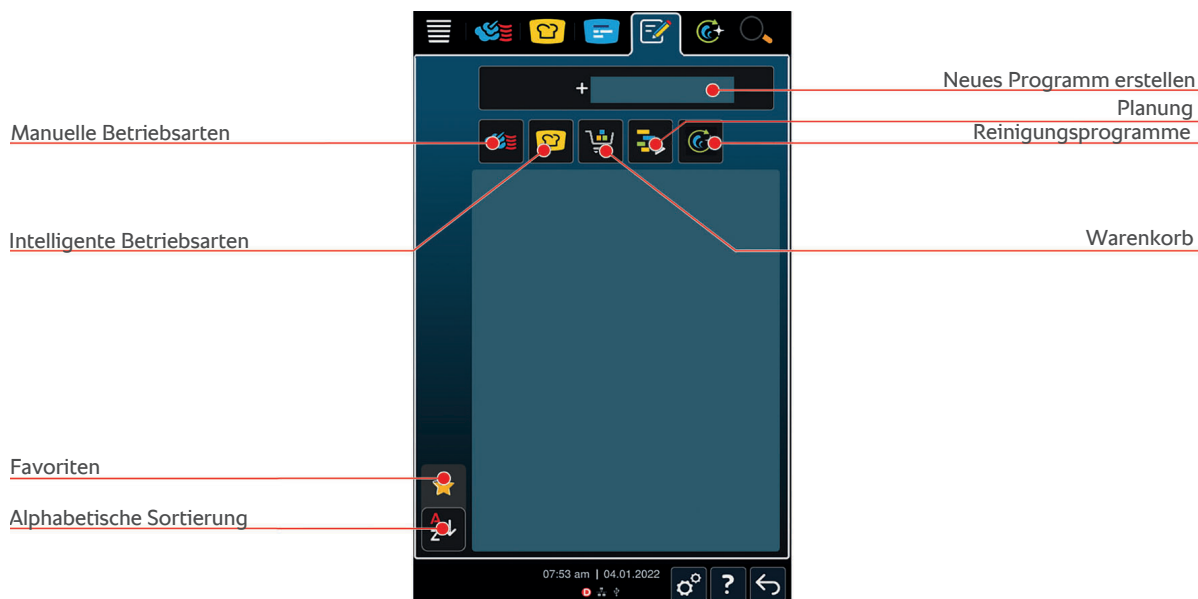 Neues Programm erstellen
Planung
Manuelle Betriebsarten
Reinigungsprogramme
Intelligente Betriebsarten
Warenkorb
Favoriten
Alphabetische Sortierung
+
A
Z
07:53 am | 04.01.2022
D
?